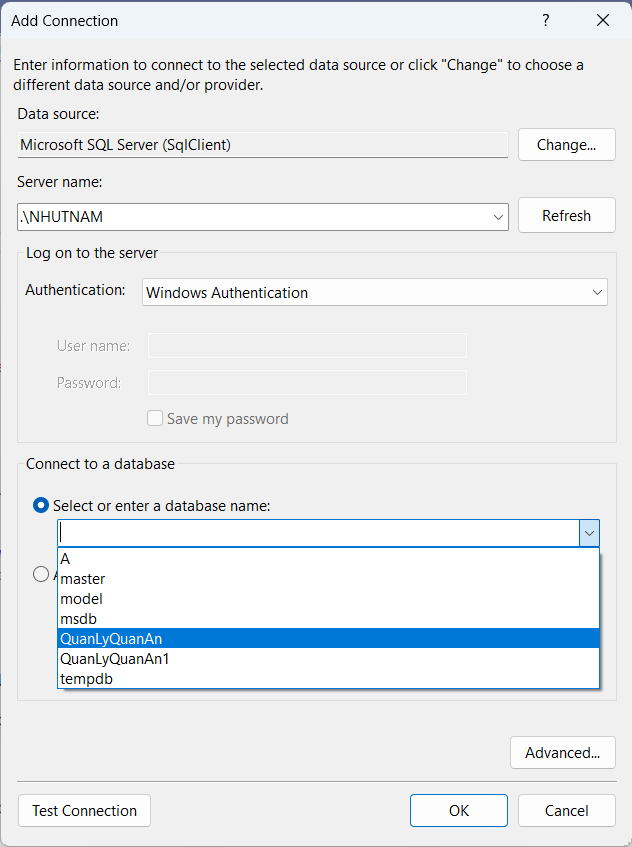 Add Connection
?
Enter information to connect to the selected data source or click "Change" to choose a
different data source and/or provider.
Data source:
Microsoft SQL Server (SqlClient)
Change...
Server name:
.\NHUTNAM
Refresh
Log on to the server
Authentication:
Windows Authentication
User name:
Password:
Save my password
Connect to a database
Select or enter a database name:
A
master
model
msdb
QuanLyQuanAn
QuanLyQuanAn1
tempdb
Advanced...
Test Connection
OK
Cancel